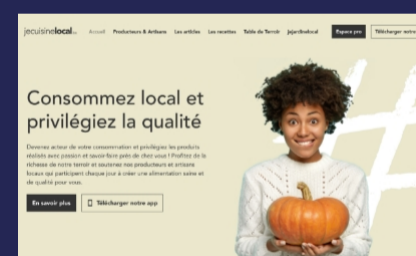 jecuisinelocal
Accueil Producteurs & Artisans Les articles Les recettes Table de Terroir jejardinelocal Espace pro Télécharger notre
Consommez local et
privilégiez la qualité
Devenez acteur de votre consommation et privilégiez les produits
réalisés avec passion et savoir-faire près de chez vous ! Profitez de la
richesse de notre terroir et soutenez nos producteurs et artisans
locaux qui participent chaque jour à créer une alimentation saine et
de qualité pour vous.
En savoir plus Télécharger notre app